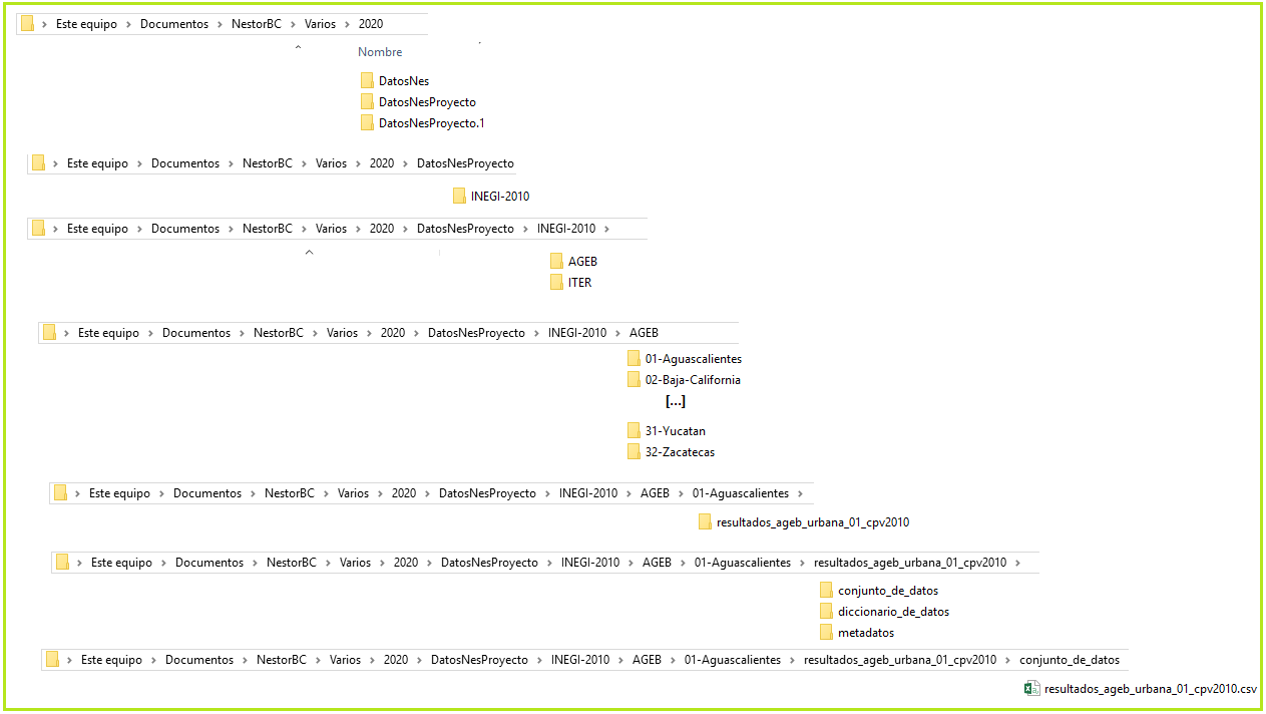 Este equipo > Documentos > NestorBC > Varios > 2020
Nombre
DatosNes
DatosNesProyecto
DatosNesProyecto.1
> Este equipo > Documentos > NestorBC > Varios > 2020 > DatosNesProyecto
INEGI-2010
> Este equipo > Documentos > NestorBC > Varios > 2020 > DatosNesProyecto > INEGI-2010 >
AGEB
ITER
> Este equipo > Documentos > NestorBC > Varios > 2020 > DatosNesProyecto > INEGI-2010 > AGEB
01-Aguascalientes
02-Baja-California
[...]
31-Yucatan
32-Zacatecas
> Este equipo > Documentos > NestorBC > Varios > 2020 > DatosNesProyecto > INEGI-2010 > AGEB > 01-Aguascalientes >
resultados_ageb_urbana_01_cpv2010
> Este equipo > Documentos > NestorBC > Varios > 2020 > DatosNesProyecto > INEGI-2010 > AGEB > 01-Aguascalientes > resultados_ageb_urbana_01_cpv2010 >
conjunto_de_datos
diccionario_de_datos
metadatos
> Este equipo > Documentos > NestorBC > Varios > 2020 > DatosNesProyecto > INEGI-2010 > AGEB > 01-Aguascalientes > resultados_ageb_urbana_01_cpv2010 > conjunto_de_datos
resultados_ageb_urbana_01_cpv2010.csv